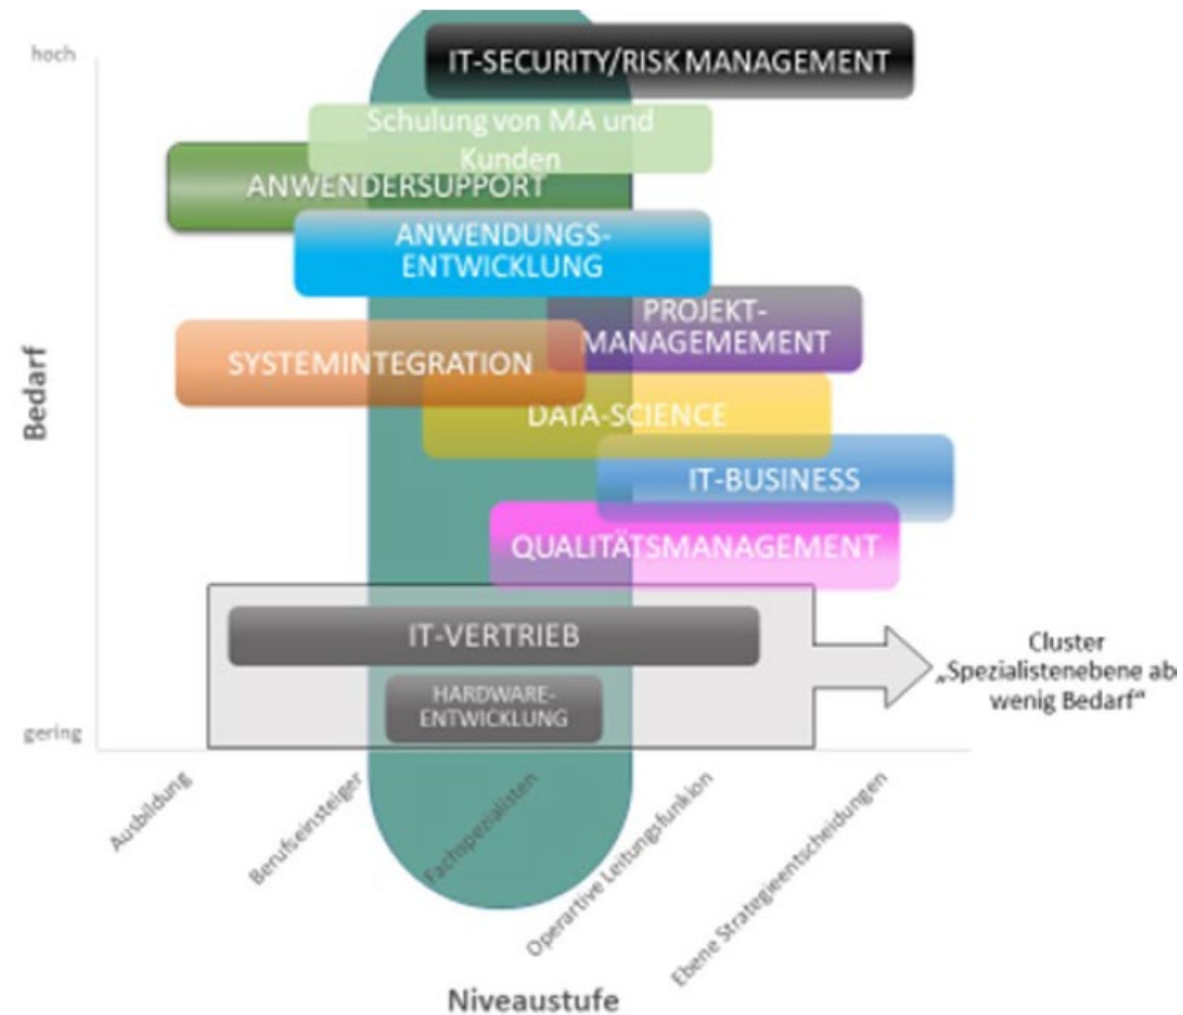 hoch
IT-SECURITY/RISK MANAGEMENT
Schulung von MA und
Kunden
ANWENDERSUPPORT
ANWENDUNGS-
ENTWICKLUNG
PROJEKT-
MANAGEMEMENT
SYSTEMINTEGRATION
DATA-SCIENCE
IT-BUSINESS
QUALITÄTSMANAGEMENT
IT-VERTRIEB
HARDWARE-
ENTWICKLUNG
Cluster
„Spezialistenebene ab
wenig Bedarf“
Bedarf
gering
Ausbildung
Berufseinsteiger
Fachspezialisten
Operartive Leitungsfunkion
Ebene Strategieentscheidungen
Niveaustufe